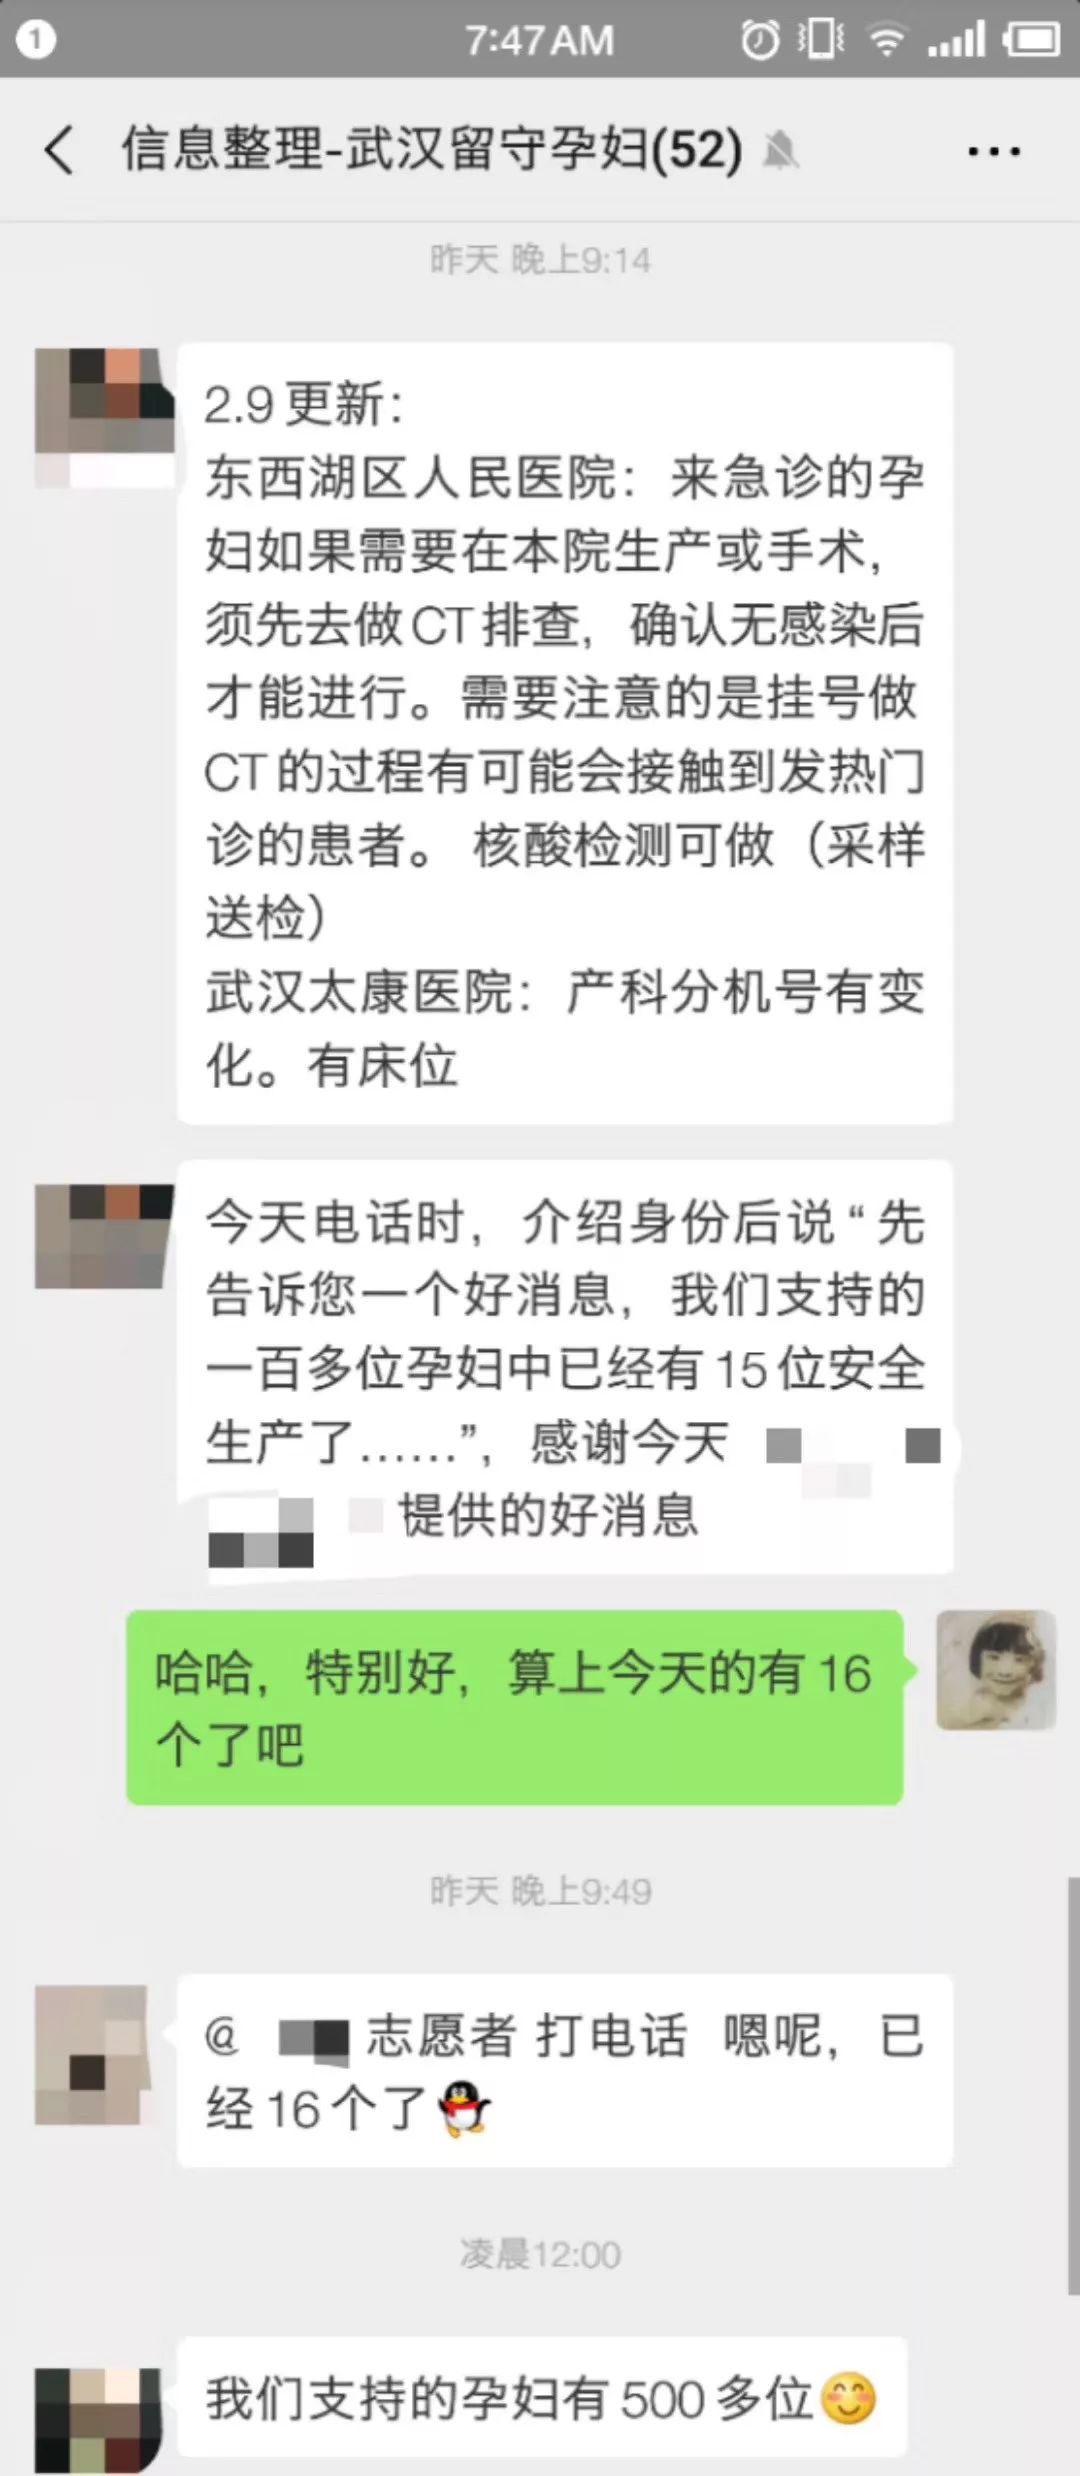 1
7:47AM
信息整理-武汉留守孕妇(52)
昨天 晚上9:14
2.9更新：
东西湖区人民医院：来急诊的孕
妇如果需要在本院生产或手术，
须先去做CT排查，确认无感染后
才能进行。需要注意的是挂号做
CT的过程有可能会接触到发热门
诊的患者。 核酸检测可做（采样
送检）
武汉太康医院：产科分机号有变
化。有床位
今天电话时，介绍身份后说“先
告诉您一个好消息，我们支持的
一百多位孕妇中已经有15位安全
生产了……”，感谢今天
提供的好消息
哈哈，特别好，算上今天的有16
个了吧
昨天 晚上9:49
@ 志愿者 打电话 嗯呢，已
经16个了
凌晨12:00
我们支持的孕妇有500多位